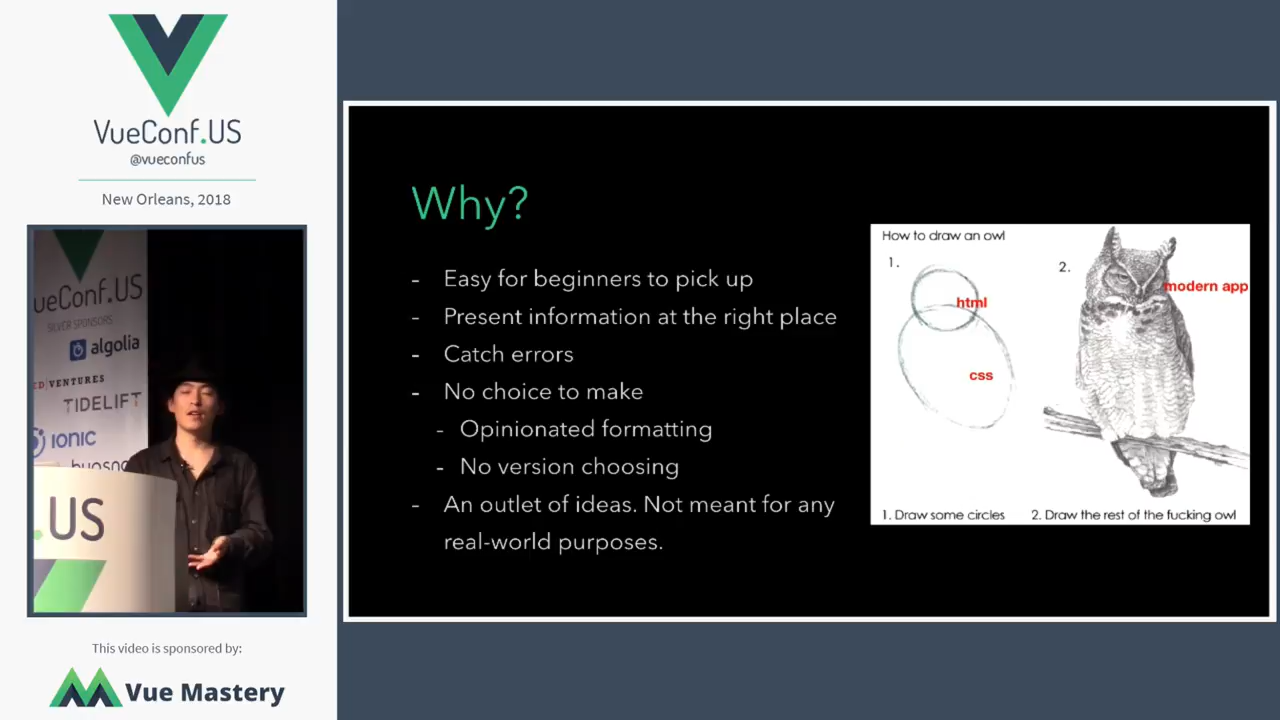 VueConf.US
@vueconfus
New Orleans, 2018
ueConf.US
SILVER SPONSORS
algolia
ED VENTURES
TIDELIFT
IONIC
.US
This video is sponsored by:
Vue Mastery
Why?
- Easy for beginners to pick up
- Present information at the right place
- Catch errors
- No choice to make
- Opinionated formatting
- No version choosing
- An outlet of ideas. Not meant for any
real-world purposes.
How to draw an owl
1.
2.
html
css
modern app
1. Draw some circles
2. Draw the rest of the fucking owl